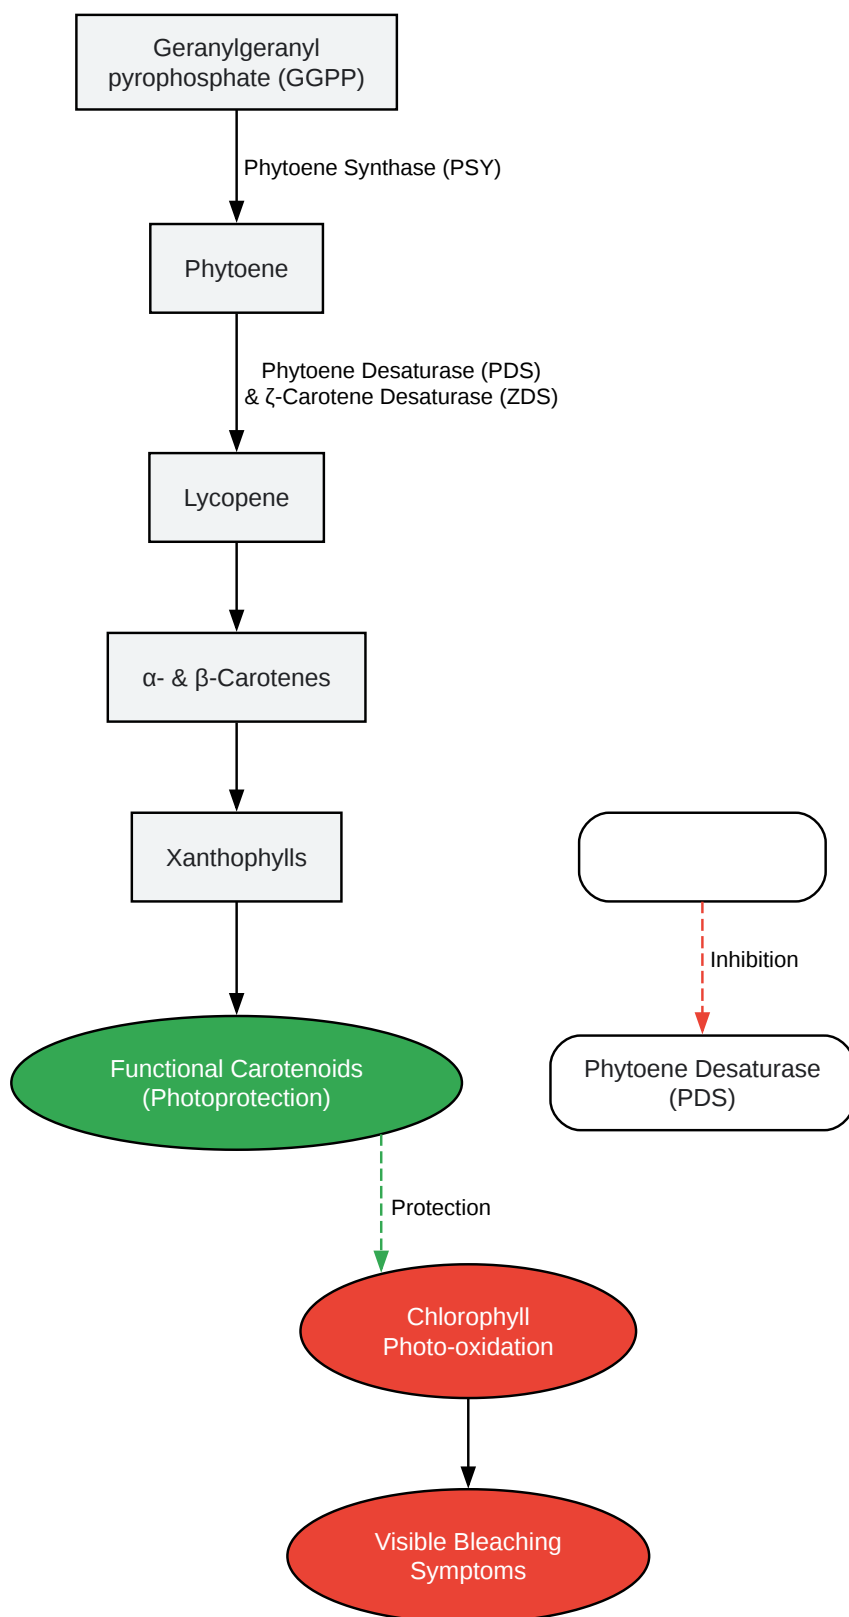 Geranylgeranyl
pyrophosphate (GGPP)
Phytoene Synthase (PSY)
Phytoene
Phytoene Desaturase (PDS)
& ζ-Carotene Desaturase (ZDS)
Lycopene
α- & β-Carotenes
Xanthophylls
Inhibition
Functional Carotenoids
(Photoprotection)
Phytoene Desaturase
(PDS)
Protection
Chlorophyll
Photo-oxidation
Visible Bleaching
Symptoms